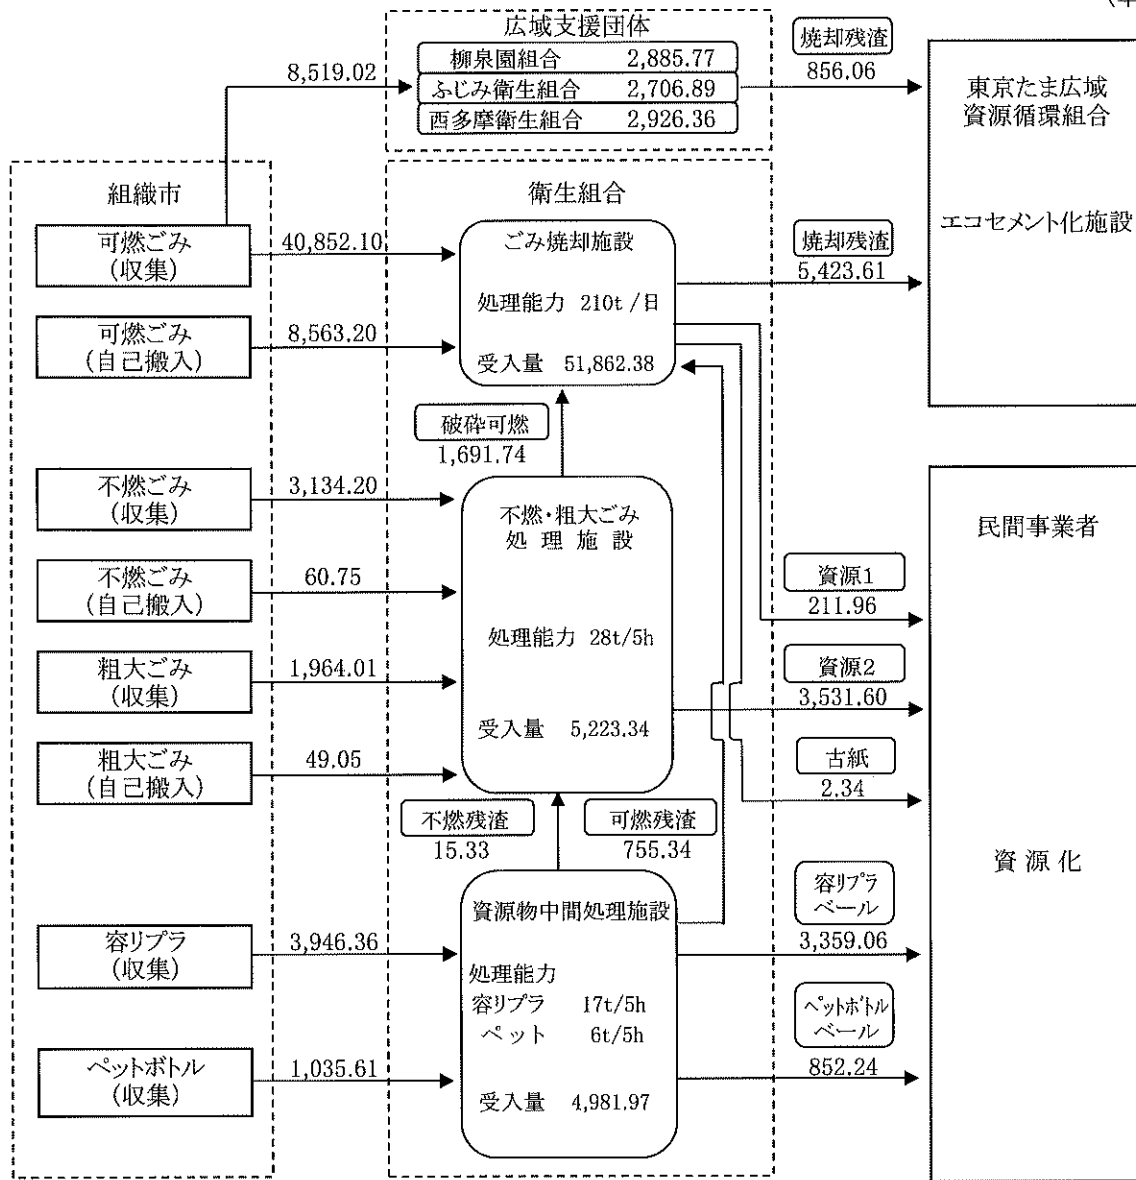 広域支援団体
柳泉園組合 2,885.77
ふじみ衛生組合 2,706.89
西多摩衛生組合 2,926.36
8,519.02
焼却残渣
856.06
東京たま広域
資源循環組合
エコセメント化施設
組織市
可燃ごみ
(収集)
40,852.10
可燃ごみ
(自己搬入)
8,563.20
不燃ごみ
(収集)
3,134.20
不燃ごみ
(自己搬入)
60.75
粗大ごみ
(収集)
1,964.01
粗大ごみ
(自己搬入)
49.05
容リプラ
(収集)
3,946.36
ペットボトル
(収集)
1,035.61
衛生組合
ごみ焼却施設
処理能力 210t/日
受入量 51,862.38
破砕可燃
1,691.74
不燃・粗大ごみ
処理施設
処理能力 28t/5h
受入量 5,223.34
不燃残渣
15.33
可燃残渣
755.34
資源物中間処理施設
処理能力
容リプラ 17t/5h
ペット 6t/5h
受入量 4,981.97
焼却残渣
5,423.61
資源1
211.96
資源2
3,531.60
古紙
2.34
容リプラ
ベール
3,359.06
ペットボトル
ベール
852.24
民間事業者
資源化